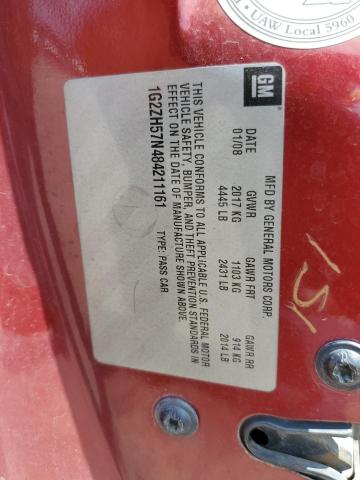 UAW Local 5960
GM
MFD BY GENERAL MOTORS CORP.
DATE GVWR GAWR FRT GAWR RR
01/08 2017 KG 1103 KG 914 KG
4445 LB 2431 LB 2014 LB
THIS VEHICLE CONFORMS TO ALL APPLICABLE U.S. FEDERAL MOTOR
VEHICLE SAFETY, BUMPER, AND THEFT PREVENTION STANDARDS IN
EFFECT ON THE DATE OF MANUFACTURE SHOWN ABOVE.
1G2ZH57N484211161 TYPE: PASS CAR